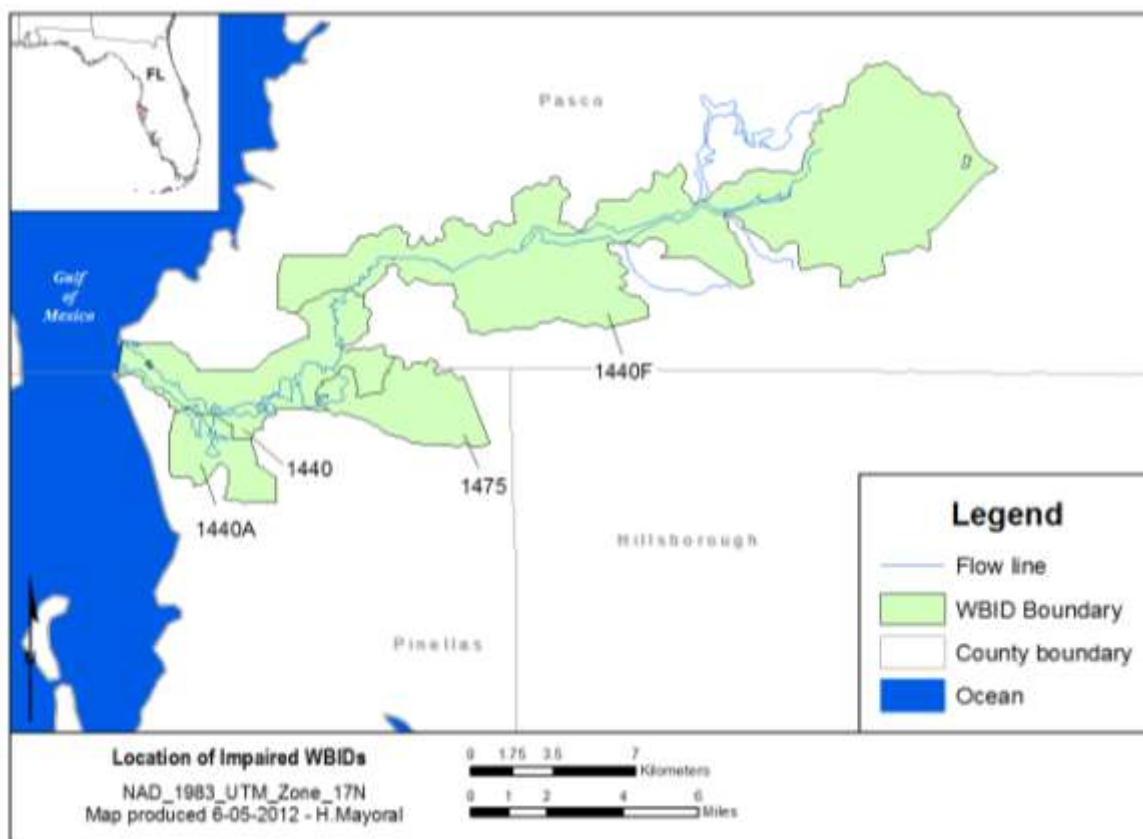 FL
Pasco
Gulf
of
Mexico
1440F
1440
1475
1440A
Hillsborough
Pinellas
Legend
Flow line
WBID Boundary
County boundary
Ocean
Location of Impaired WBIDs
NAD_1983_UTM_Zone_17N
Map produced 6-05-2012 - H.Mayoral
0 1.75 3.5 7
Kilometers
0 1 2 4 6
Miles